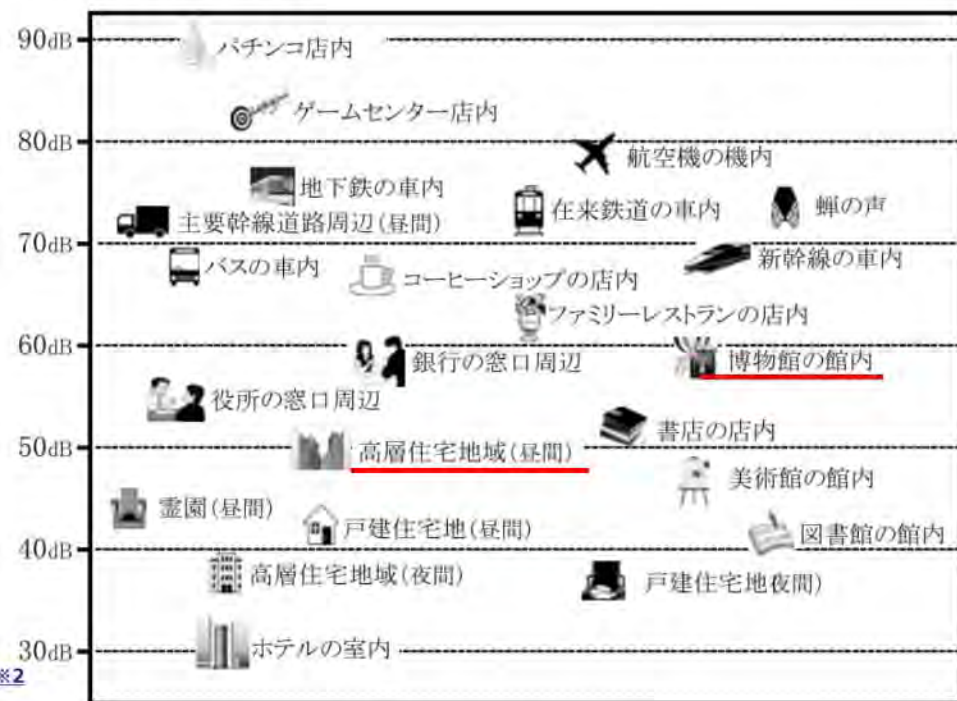 90dB
パチンコ店内
ゲームセンター店内
80dB
航空機の機内
地下鉄の車内
在来鉄道の車内
蝉の声
主要幹線道路周辺(昼間)
70dB
バスの車内
コーヒーショップの店内
新幹線の車内
ファミリーレストランの店内
60dB
銀行の窓口周辺
博物館の館内
役所の窓口周辺
書店の店内
50dB
高層住宅地域(昼間)
美術館の館内
霊園(昼間)
戸建住宅地(昼間)
図書館の館内
40dB
高層住宅地域(夜間)
戸建住宅地夜間)
30dB
ホテルの室内
※2